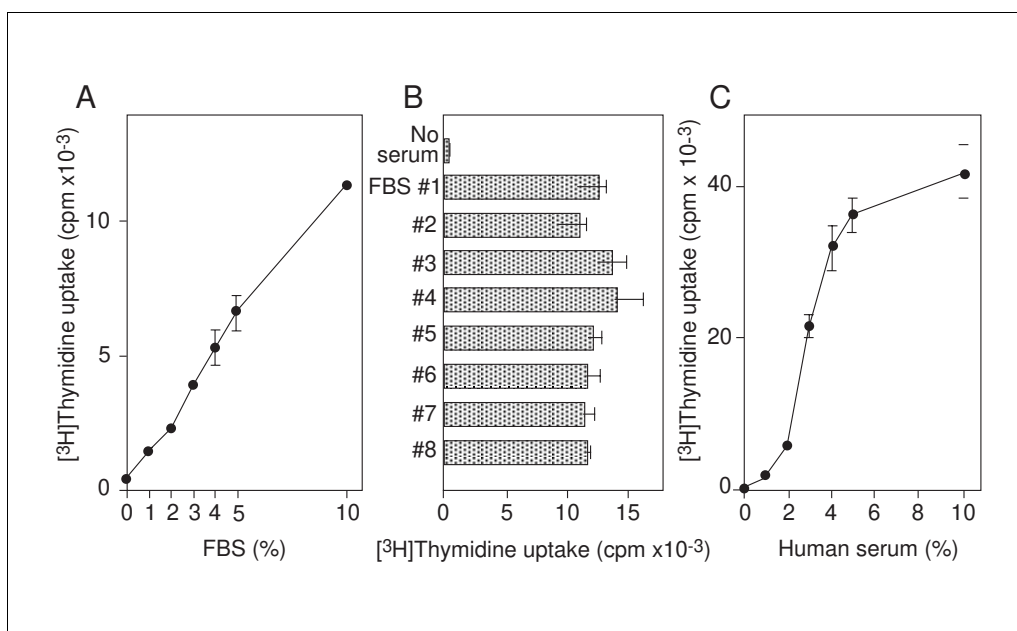 A
[³H]Thymidine uptake (cpm x10⁻³)
10
5
0
0 1 2 3 4 5 10
FBS (%)
B
No
serum
FBS #1
#2
#3
#4
#5
#6
#7
#8
0 5 10 15
[³H]Thymidine uptake (cpm x10⁻³)
C
[³H]Thymidine uptake (cpm x 10⁻³)
40
20
0
0 2 4 6 8 10
Human serum (%)